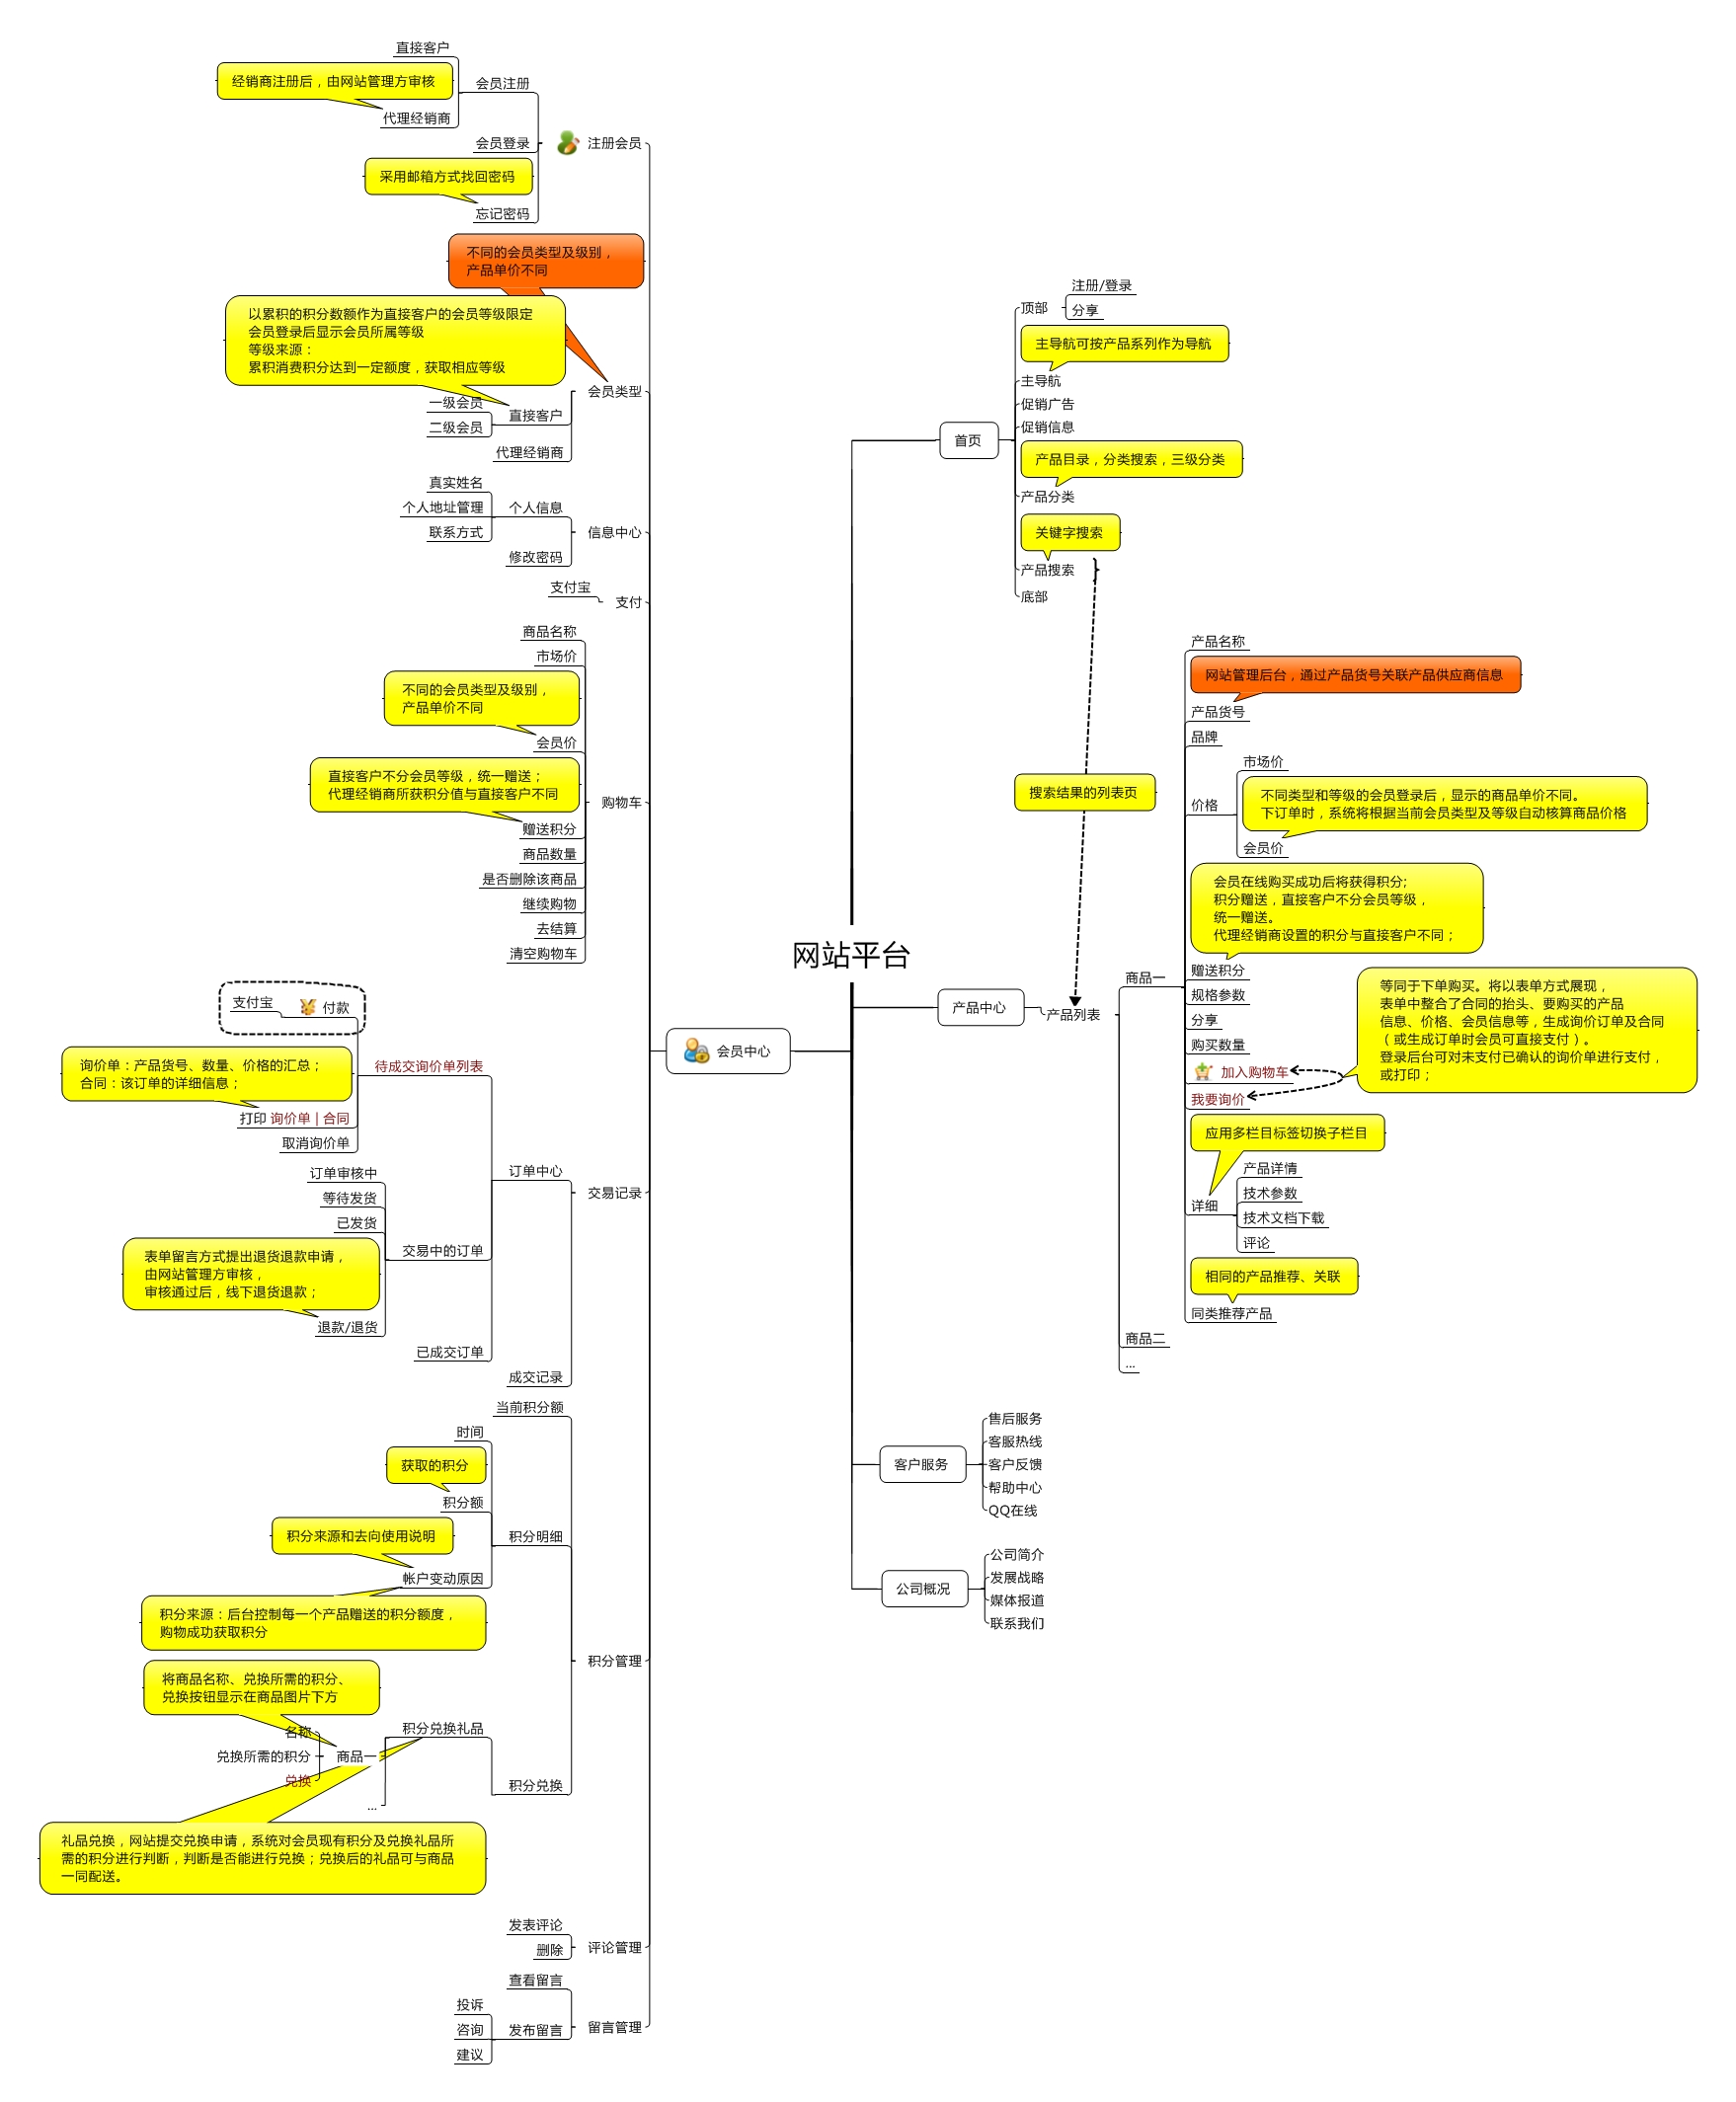 网站平台
首页
顶部
注册/登录
分享
主导航可按产品系列作为导航
主导航
促销广告
促销信息
产品目录，分类搜索，三级分类
产品分类
关键字搜索
产品搜索
底部
搜索结果的列表页
产品中心
产品列表
商品一
产品名称
网站管理后台，通过产品货号关联产品供应商信息
产品货号
品牌
价格
市场价
不同类型和等级的会员登录后，显示的商品单价不同。
下订单时，系统将根据当前会员类型及等级自动核算商品价格
会员价
会员在线购买成功后将获得积分;
积分赠送，直接客户不分会员等级，
统一赠送。
代理经销商设置的积分与直接客户不同；
赠送积分
规格参数
分享
购买数量
加入购物车
我要询价
等同于下单购买。将以表单方式展现，
表单中整合了合同的抬头、要购买的产品
信息、价格、会员信息等，生成询价订单及合同
（或生成订单时会员可直接支付）。
登录后台可对未支付已确认的询价单进行支付，
或打印；
应用多栏目标签切换子栏目
详细
产品详情
技术参数
技术文档下载
评论
相同的产品推荐、关联
同类推荐产品
商品二
...
客户服务
售后服务
客服热线
客户反馈
帮助中心
QQ在线
公司概况
公司简介
发展战略
媒体报道
联系我们
会员中心
注册会员
会员注册
直接客户
经销商注册后，由网站管理方审核
代理经销商
会员登录
采用邮箱方式找回密码
忘记密码
不同的会员类型及级别，
产品单价不同
会员类型
以累积的积分数额作为直接客户的会员等级限定
会员登录后显示会员所属等级
等级来源：
累积消费积分达到一定额度，获取相应等级
直接客户
一级会员
二级会员
代理经销商
信息中心
个人信息
真实姓名
个人地址管理
联系方式
修改密码
支付
支付宝
购物车
商品名称
市场价
不同的会员类型及级别，
产品单价不同
会员价
直接客户不分会员等级，统一赠送；
代理经销商所获积分值与直接客户不同
赠送积分
商品数量
是否删除该商品
继续购物
去结算
清空购物车
交易记录
订单中心
待成交询价单列表
付款
支付宝
询价单：产品货号、数量、价格的汇总；
合同：该订单的详细信息；
打印 询价单 | 合同
取消询价单
交易中的订单
订单审核中
等待发货
已发货
表单留言方式提出退货退款申请，
由网站管理方审核，
审核通过后，线下退货退款；
退款/退货
已成交订单
成交记录
积分管理
当前积分额
积分明细
时间
获取的积分
积分额
积分来源和去向使用说明
帐户变动原因
积分来源：后台控制每一个产品赠送的积分额度，
购物成功获取积分
积分兑换
积分兑换礼品
将商品名称、兑换所需的积分、
兑换按钮显示在商品图片下方
商品一
名称
兑换所需的积分
兑换
...
礼品兑换，网站提交兑换申请，系统对会员现有积分及兑换礼品所
需的积分进行判断，判断是否能进行兑换；兑换后的礼品可与商品
一同配送。
评论管理
发表评论
删除
留言管理
查看留言
发布留言
投诉
咨询
建议